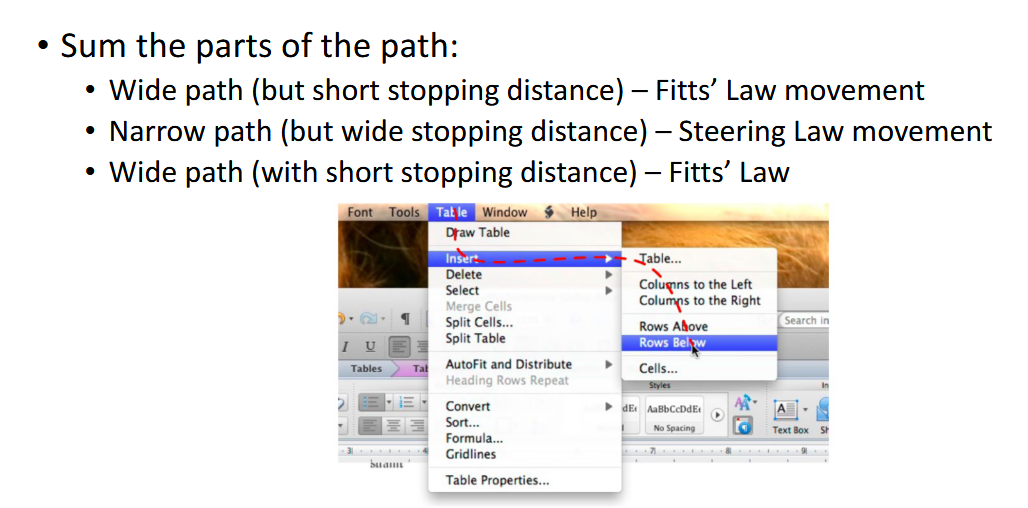 • Sum the parts of the path:
• Wide path (but short stopping distance) – Fitts’ Law movement
• Narrow path (but wide stopping distance) – Steering Law movement
• Wide path (with short stopping distance) – Fitts’ Law
Font Tools Table Window Help
Draw Table
Insert
Delete
Select
Merge Cells
Split Cells...
Split Table
AutoFit and Distribute
Heading Rows Repeat
Convert
Sort...
Formula...
Gridlines
Table Properties...
Table...
Columns to the Left
Columns to the Right
Rows Above
Rows Below
Cells...
Search in
I U
Tables
Styles
AaBbCcDdEe
No Spacing
Text Box